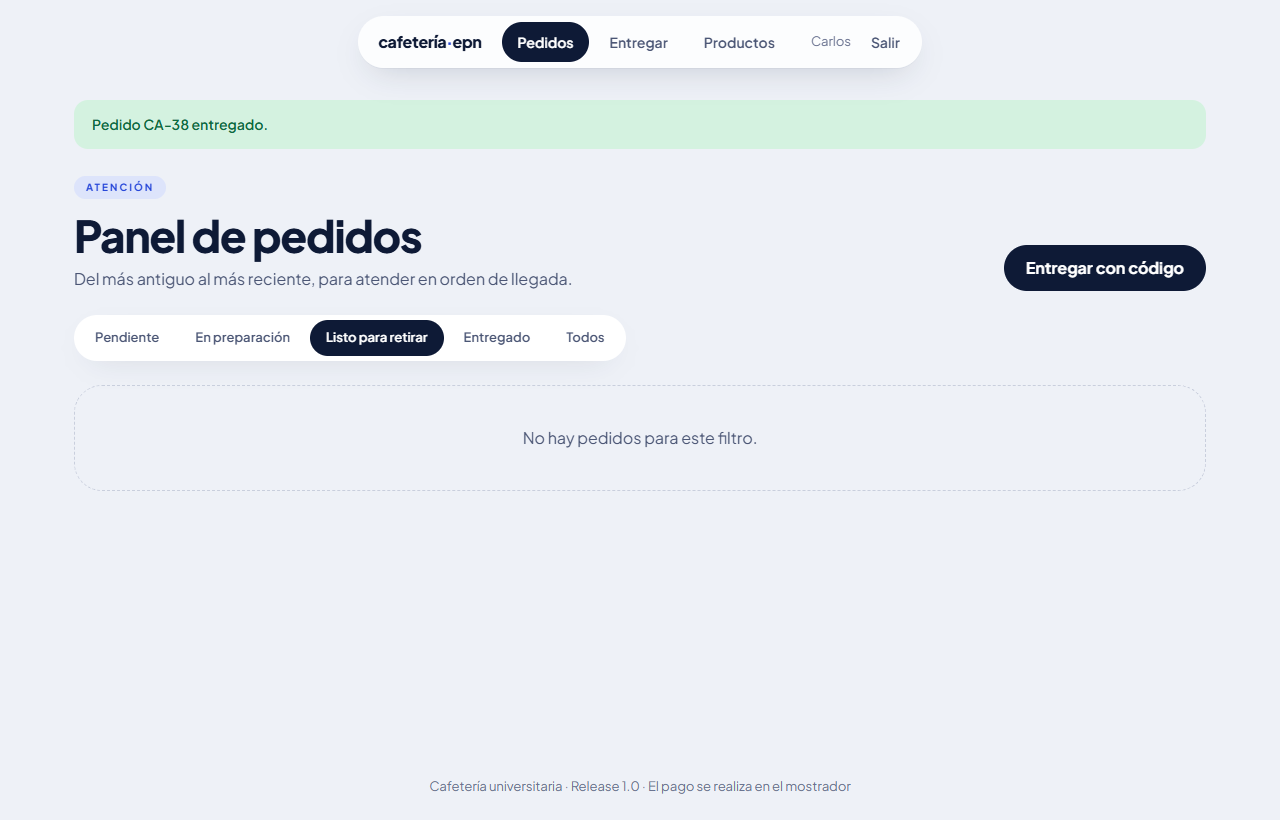 cafetería·epn Pedidos Entregar Productos Carlos Salir
Pedido CA-38 entregado.
ATENCIÓN
Panel de pedidos
Del más antiguo al más reciente, para atender en orden de llegada.
Entregar con código
Pendiente En preparación Listo para retirar Entregado Todos
No hay pedidos para este filtro.
Cafetería universitaria · Release 1.0 · El pago se realiza en el mostrador